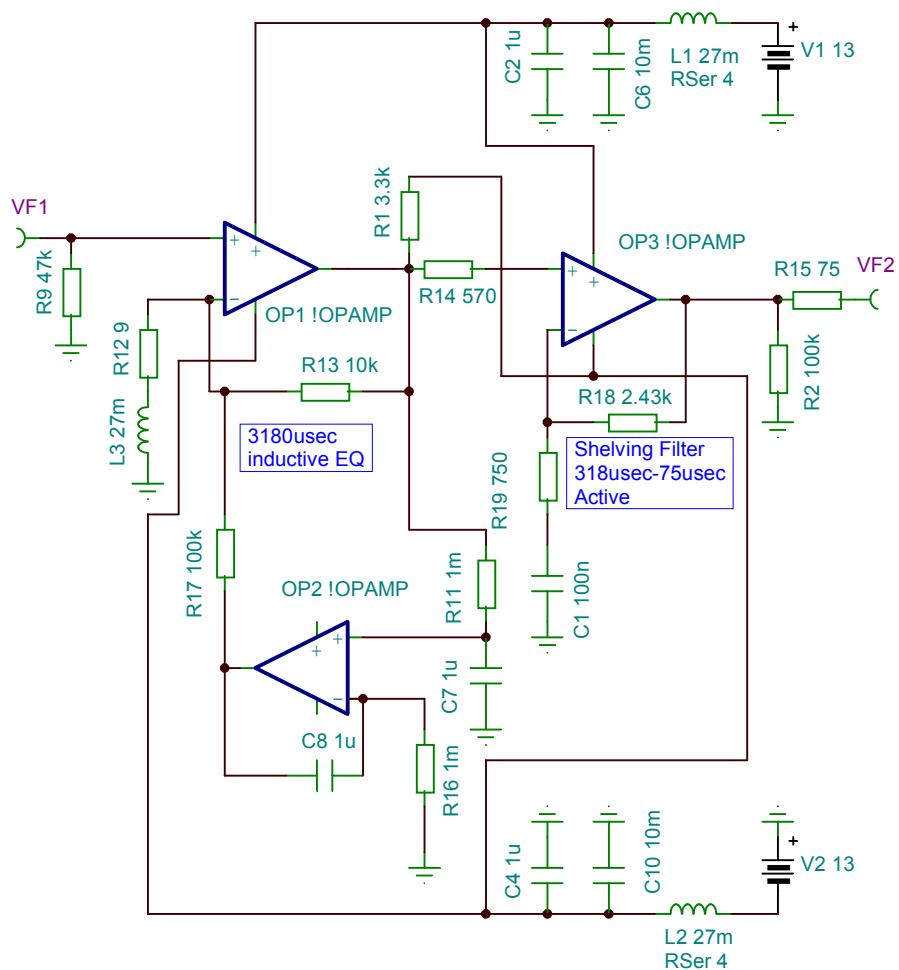 C2 1u
C6 10m
L1 27m
RSer 4
+
V1 13
R1 3.3k
VF1
OP3 !OPAMP
R15 75
VF2
R9 47k
R14 570
R12 9
OP1 !OPAMP
R13 10k
R18 2.43k
R2 100k
L3 27m
3180usec
inductive EQ
R19 750
Shelving Filter
318usec-75usec
Active
R17 100k
OP2 !OPAMP
R11 1m
C1 100n
C7 1u
C8 1u
R16 1m
C4 1u
C10 10m
+
V2 13
L2 27m
RSer 4